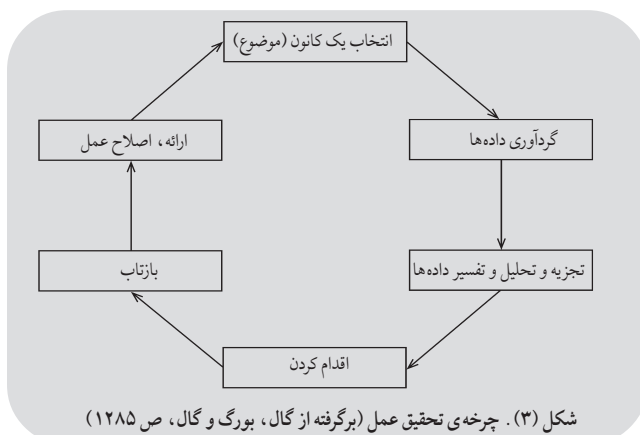 انتخاب یک کانون (موضوع)
گردآوری داده‌ها
تجزیه و تحلیل و تفسیر داده‌ها
اقدام کردن
بازتاب
ارائه، اصلاح عمل
شکل (۳). چرخه‌ی تحقیق عمل (برگرفته از گال، بورگ و گال، ص ۱۲۸۵)